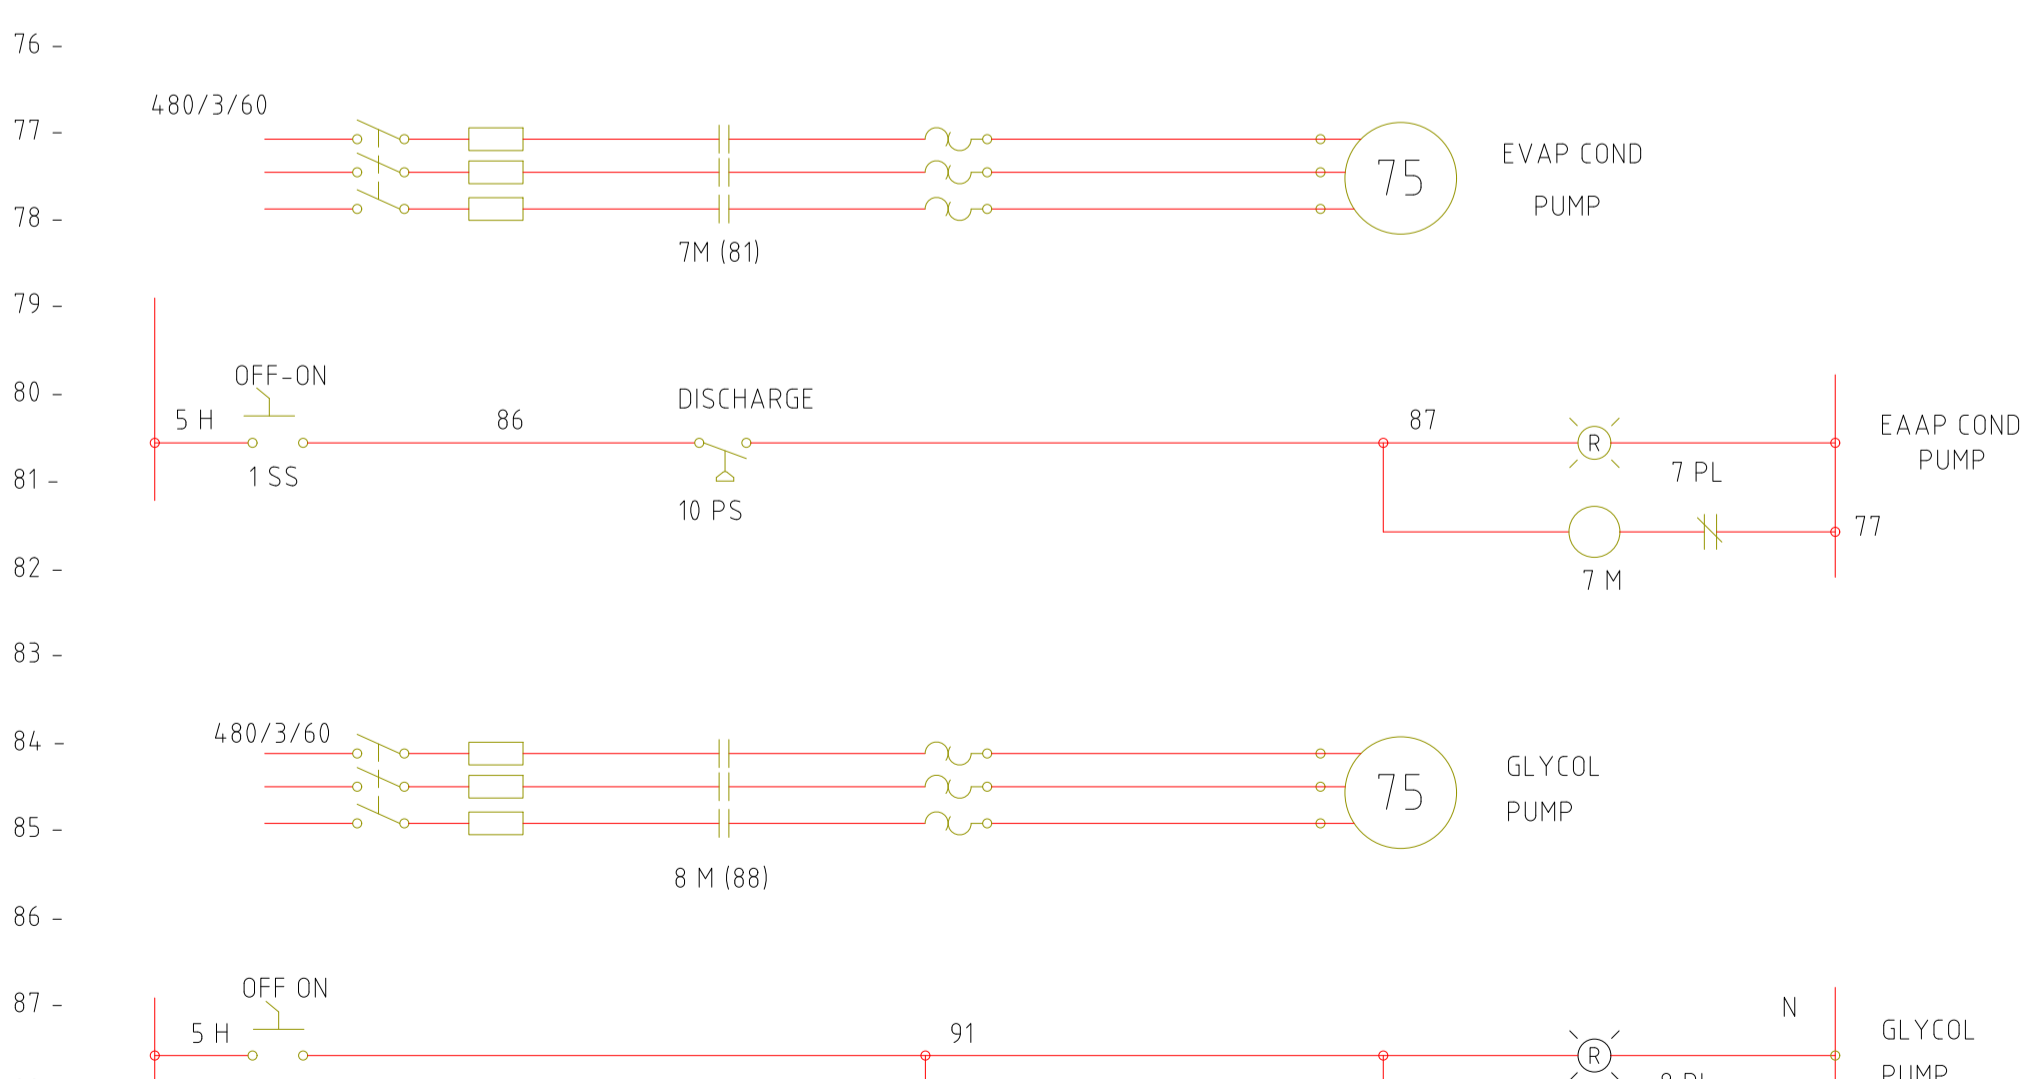 76 -
480/3/60
77 -
EVAP COND
75
PUMP
78 -
7M (81)
79 -
OFF-ON
80 -
DISCHARGE
5 H
86
87
R
EAAP COND
PUMP
81 -
1 SS
7 PL
10 PS
77
82 -
7 M
83 -
480/3/60
84 -
GLYCOL
75
PUMP
85 -
8 M (88)
86 -
OFF ON
87 -
N
5 H
91
R
GLYCOL
PUMP